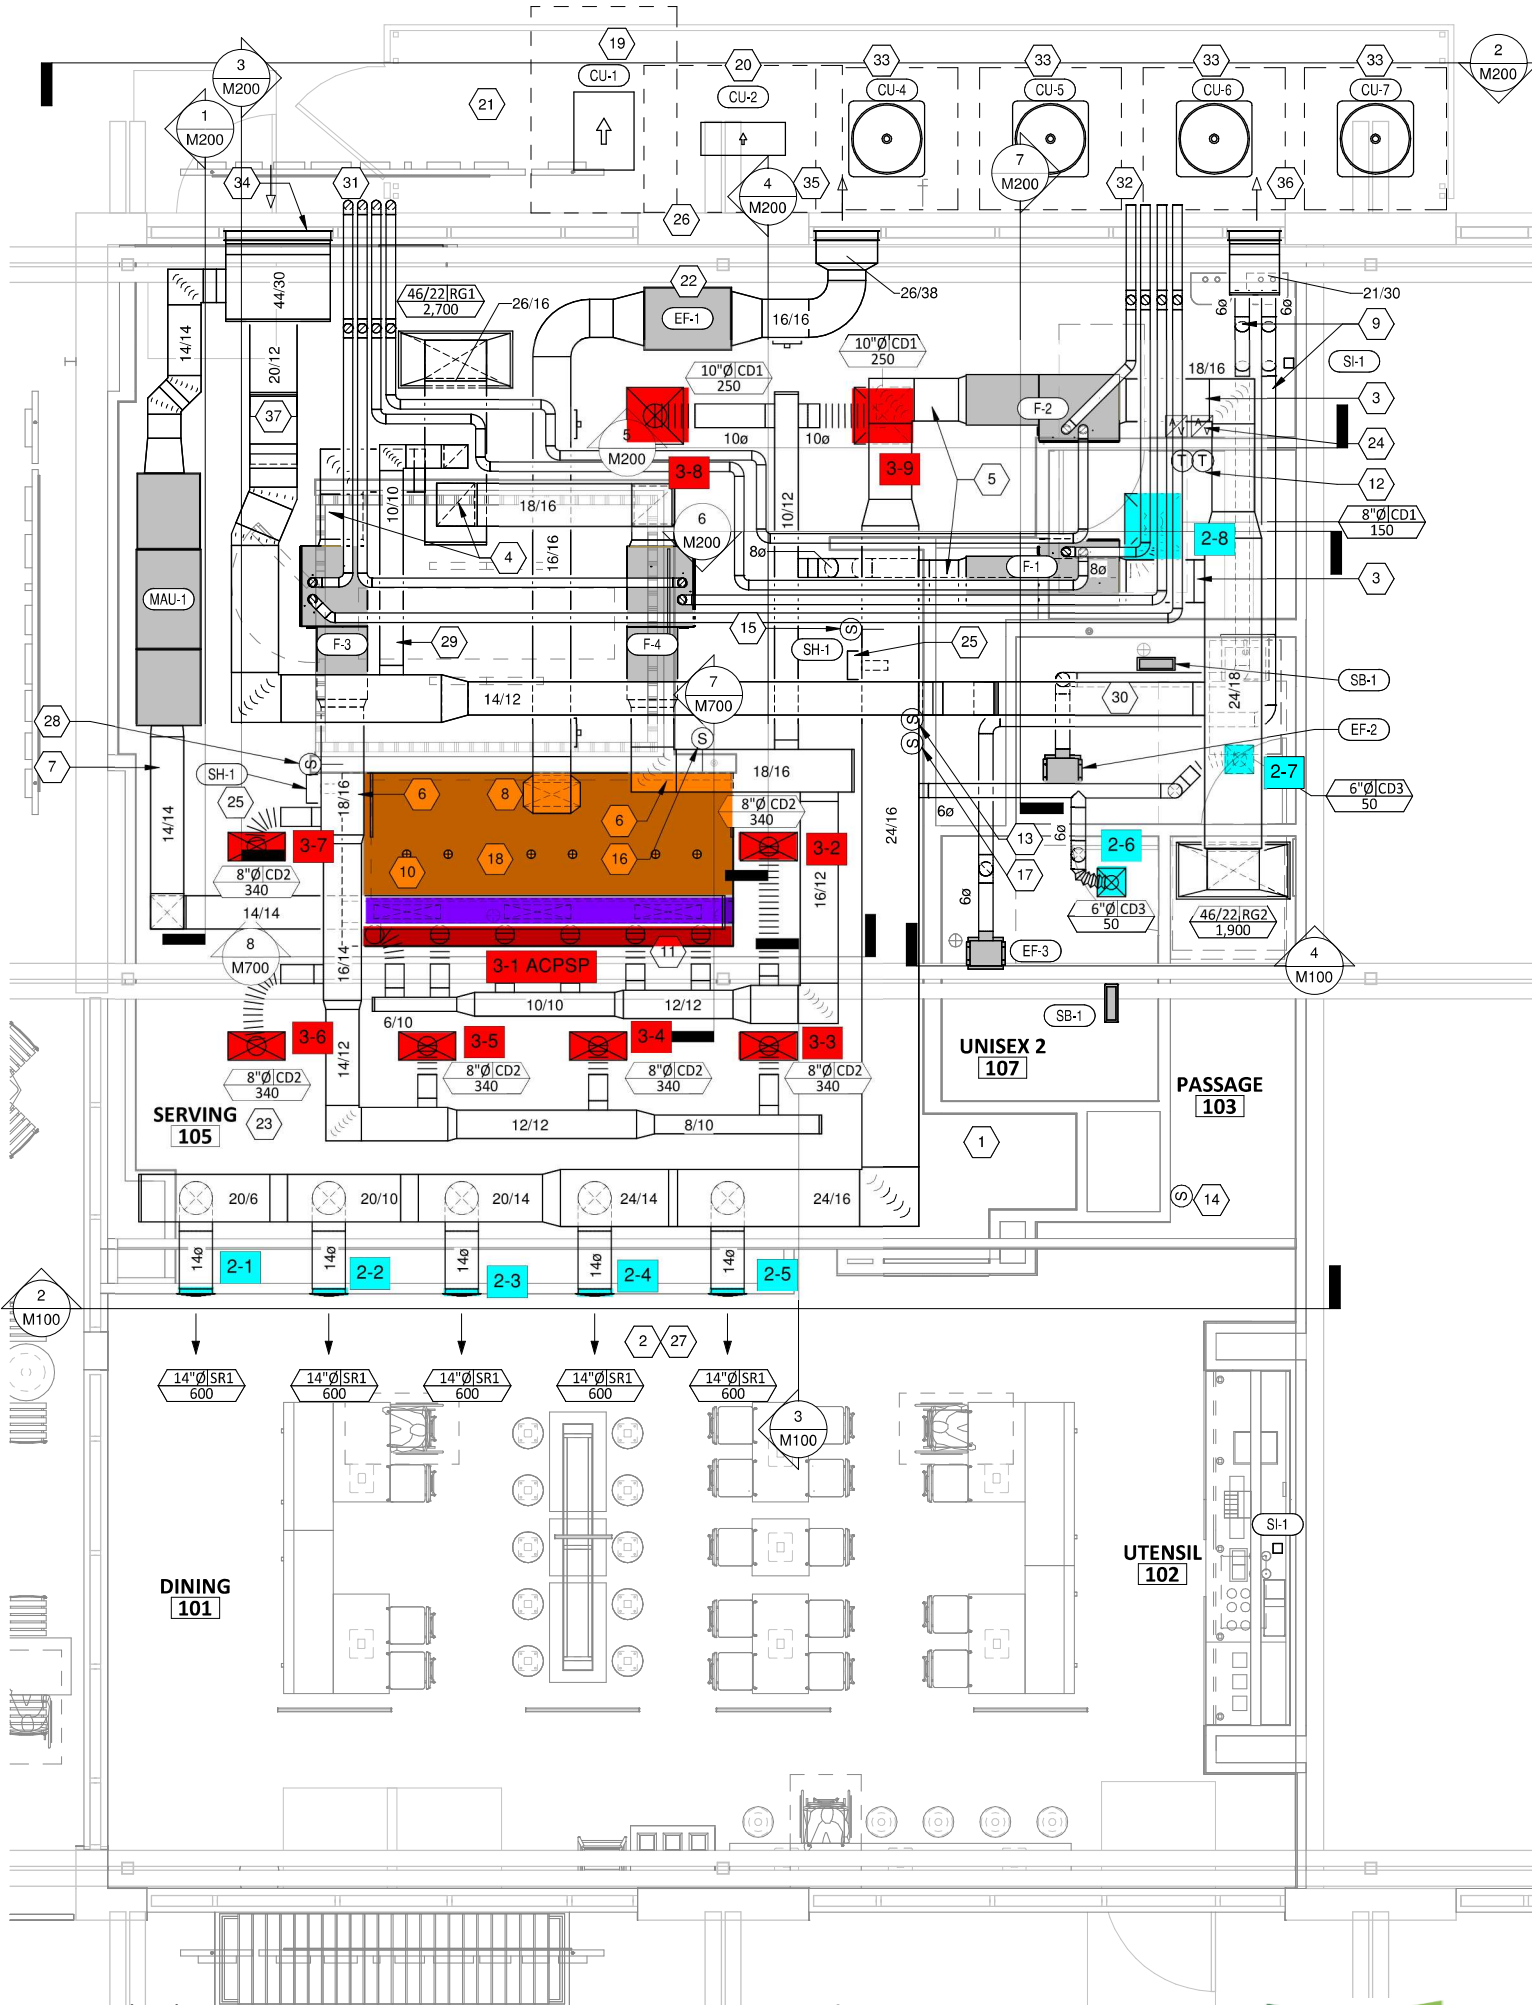 19
20
33
33
33
33
2
M200
CU-1
CU-2
CU-4
CU-5
CU-6
CU-7
3
M200
21
1
M200
7
M200
34
31
4
M200
35
32
36
26
44/30
46/22 RG1
2,700
26/16
22
EF-1
16/16
26/38
6ø
6ø
21/30
9
14/14
20/12
10"Ø CD1
250
10"Ø CD1
250
18/16
SI-1
3
37
F-2
5
M200
10ø
10ø
A
V
A
V
24
3-8
3-9
T
T
12
5
10/10
18/16
10/12
8"Ø CD1
150
6
M200
2-8
4
16/16
8ø
F-1
8ø
3
MAU-1
15
S
F-3
29
F-4
SH-1
25
SB-1
7
M700
14/12
30
24/18
28
S
S
S
S
EF-2
7
SH-1
18/16
2-7
25
18/16
6
8
6
8"Ø CD2
340
6"Ø CD3
50
14/14
24/16
6ø
6ø
13
3-7
3-2
2-6
10
18
16
17
8"Ø CD2
340
16/12
6ø
6"Ø CD3
50
46/22 RG2
1,900
14/14
8
M700
11
EF-3
4
M100
16/14
3-1 ACPSP
10/10
12/12
6/10
SB-1
3-6
3-5
3-4
3-3
14/12
UNISEX 2
107
8"Ø CD2
340
8"Ø CD2
340
8"Ø CD2
340
8"Ø CD2
340
PASSAGE
103
SERVING
105
23
12/12
8/10
1
20/6
20/10
20/14
24/14
24/16
S
14
14ø
14ø
14ø
14ø
14ø
2-1
2-2
2-3
2-4
2-5
2
M100
2
27
14"Ø SR1
600
14"Ø SR1
600
14"Ø SR1
600
14"Ø SR1
600
14"Ø SR1
600
3
M100
SI-1
UTENSIL
102
DINING
101